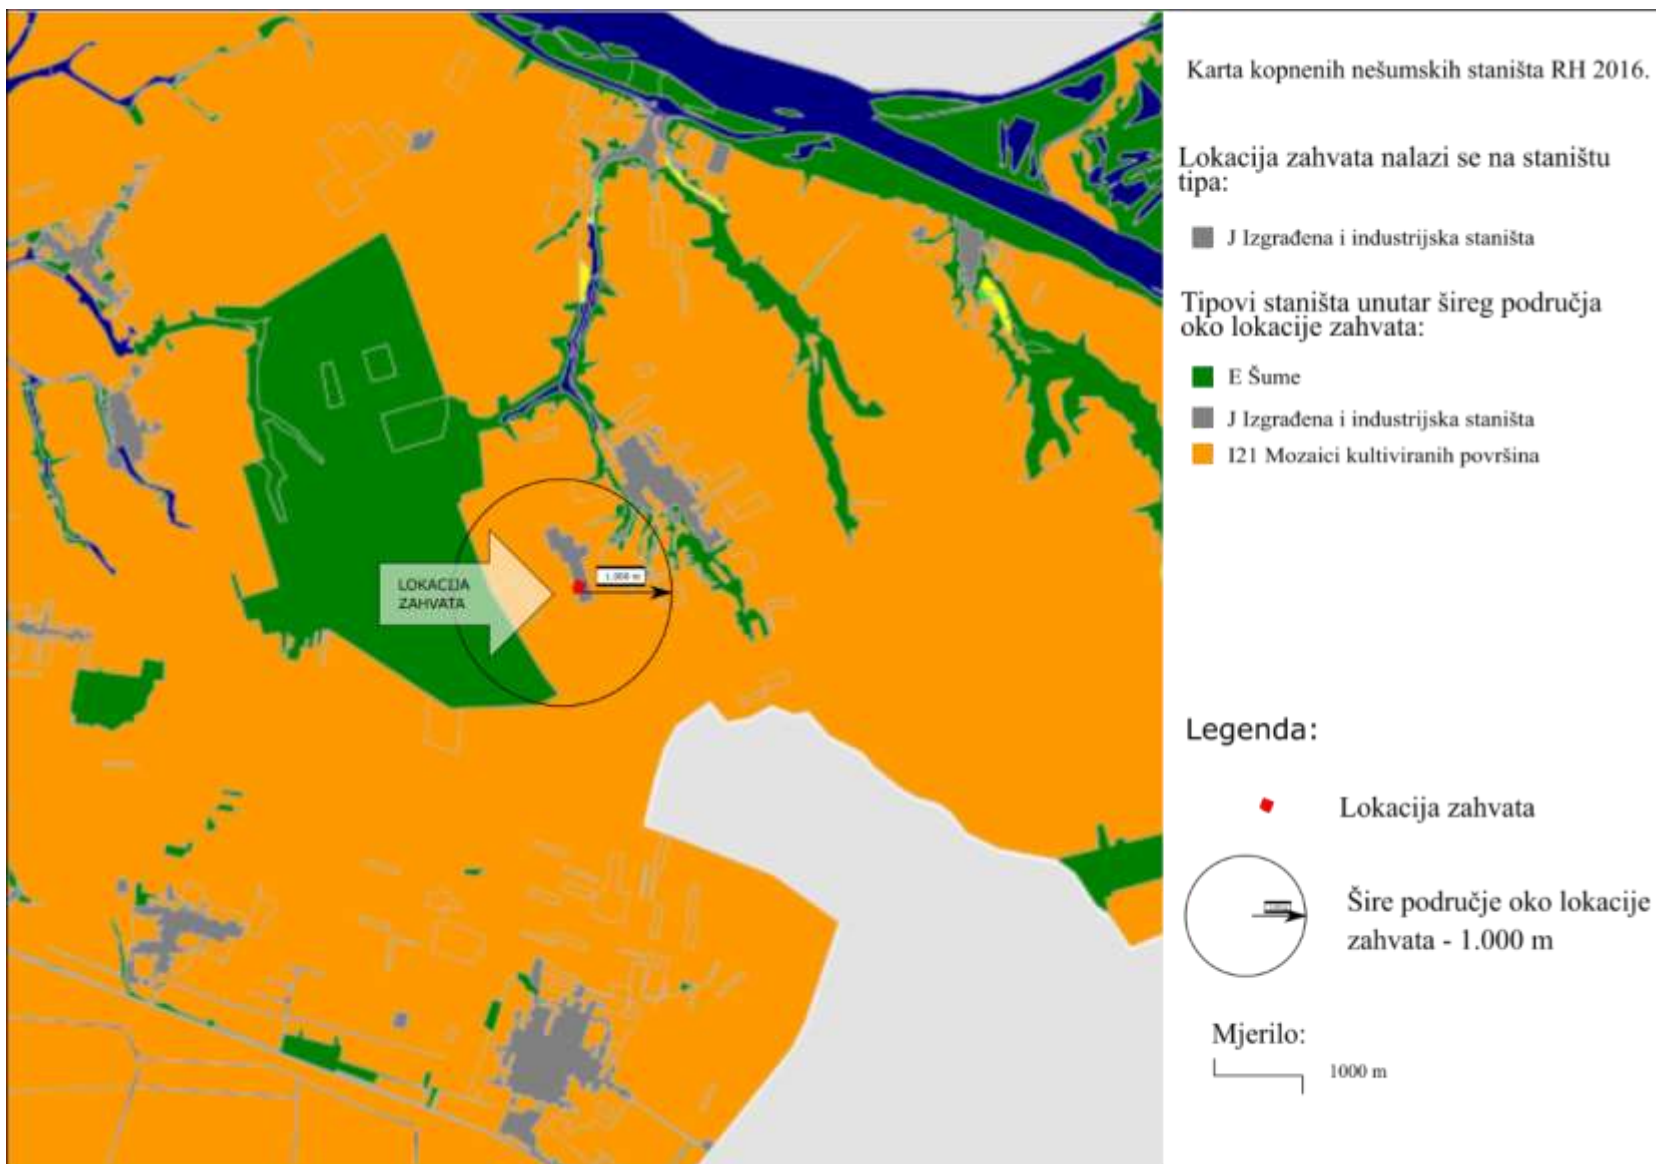 Karta kopnenih nešumskih staništa RH 2016.
Lokacija zahvata nalazi se na staništu
tipa:
J Izgrađena i industrijska staništa
Tipovi staništa unutar šireg područja
oko lokacije zahvata:
E Šume
J Izgrađena i industrijska staništa
I21 Mozaici kultiviranih površina
LOKACIJA
ZAHVATA
1.000 m
Legenda:
Lokacija zahvata
Šire područje oko lokacije
zahvata - 1.000 m
Mjerilo:
1000 m